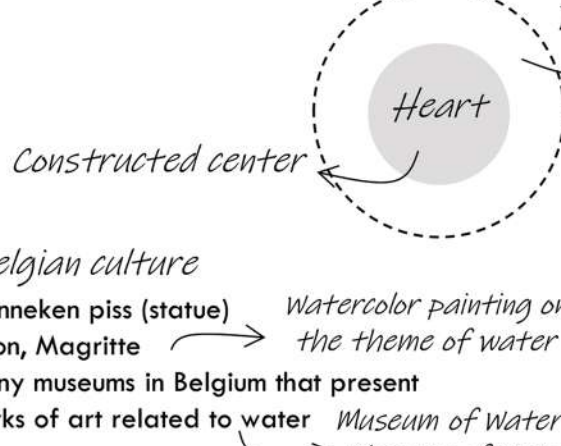 Heart
Constructed center
elgian culture
nneken piss (statue)
on, Magritte
Watercolor painting on
the theme of water
ny museums in Belgium that present
rks of art related to water
Museum of Water